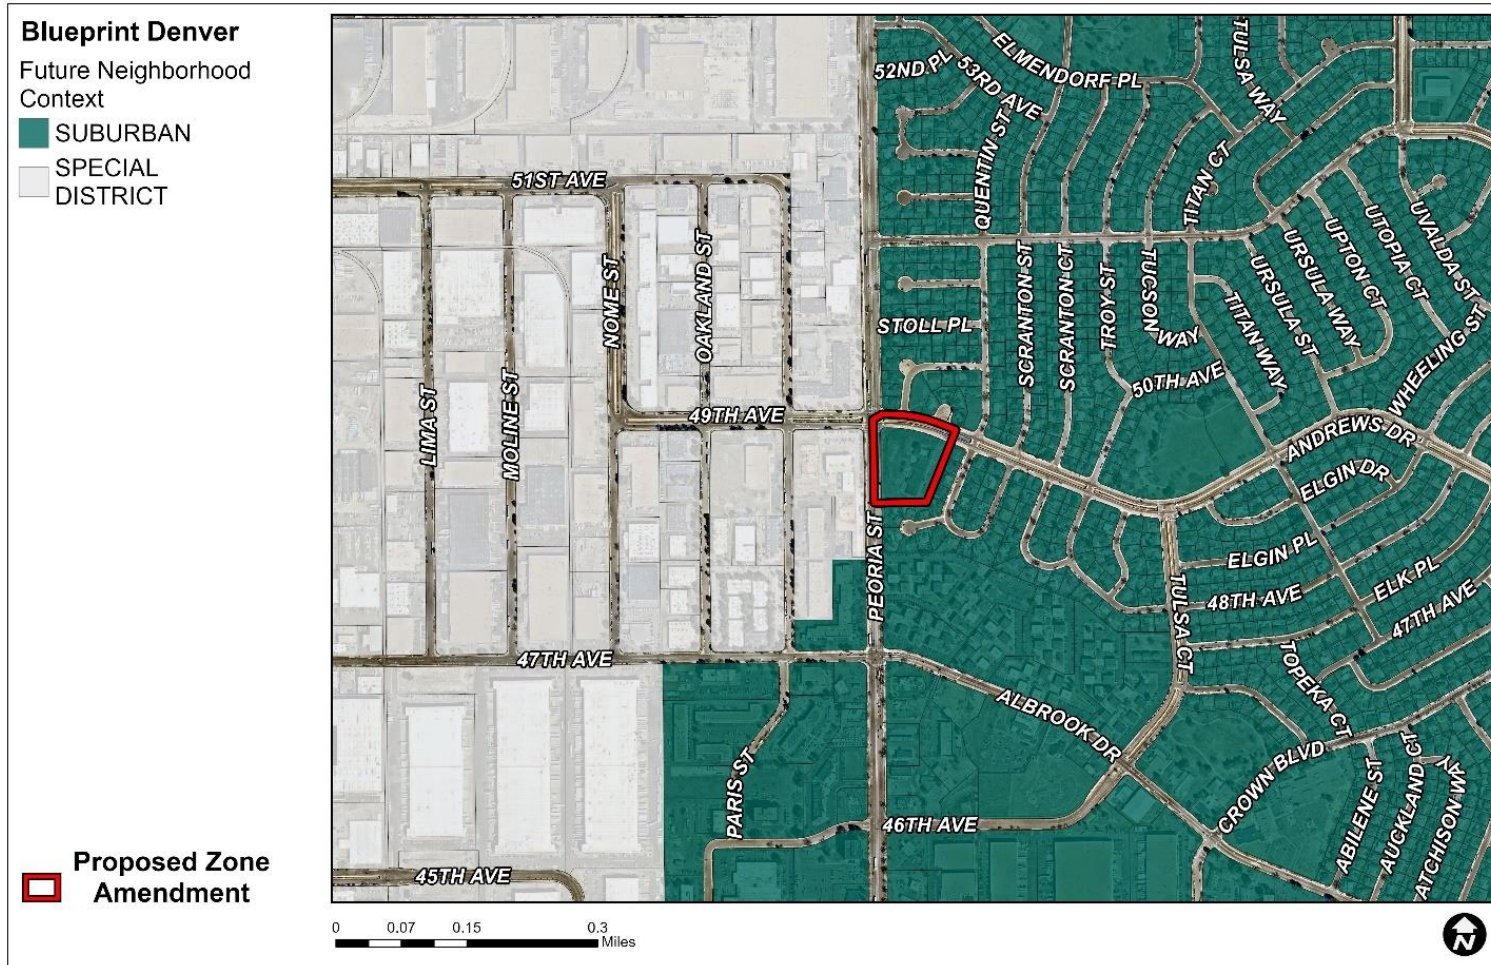 Blueprint Denver
Future Neighborhood
Context
SUBURBAN
SPECIAL
DISTRICT
Proposed Zone
Amendment
52ND PL
53RD AVE
ELMENDORF PL
TULSA WAY
QUENTIN ST
TITAN CT
51ST AVE
NOME ST
OAKLAND ST
STOLL PL
SCRANTON ST
SCRANTON CT
TROY ST
TUCSON
WAY
TITAN WAY
URSULA ST
URSULA WAY
UPTON CT
UTOPIA CT
UVALDA ST
WHEELING ST
50TH AVE
LIMA ST
MOLINE ST
49TH AVE
ANDREWS DR
ELGIN DR
PEORIA ST
ELGIN PL
ELK PL
48TH AVE
47TH AVE
TULSA CT
47TH AVE
TOPEKA CT
ALBROOK DR
CROWN BLVD
PARIS ST
46TH AVE
ABILENE ST
AUCKLAND CT
ATCHISON WAY
45TH AVE
0 0.07 0.15 0.3
Miles
N